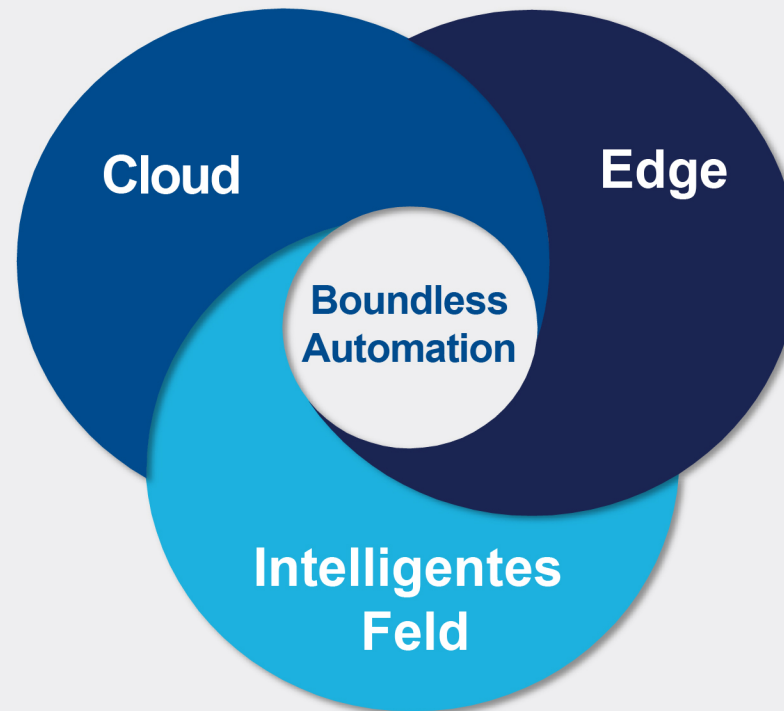 Cloud
Edge
Boundless
Automation
Intelligentes
Feld